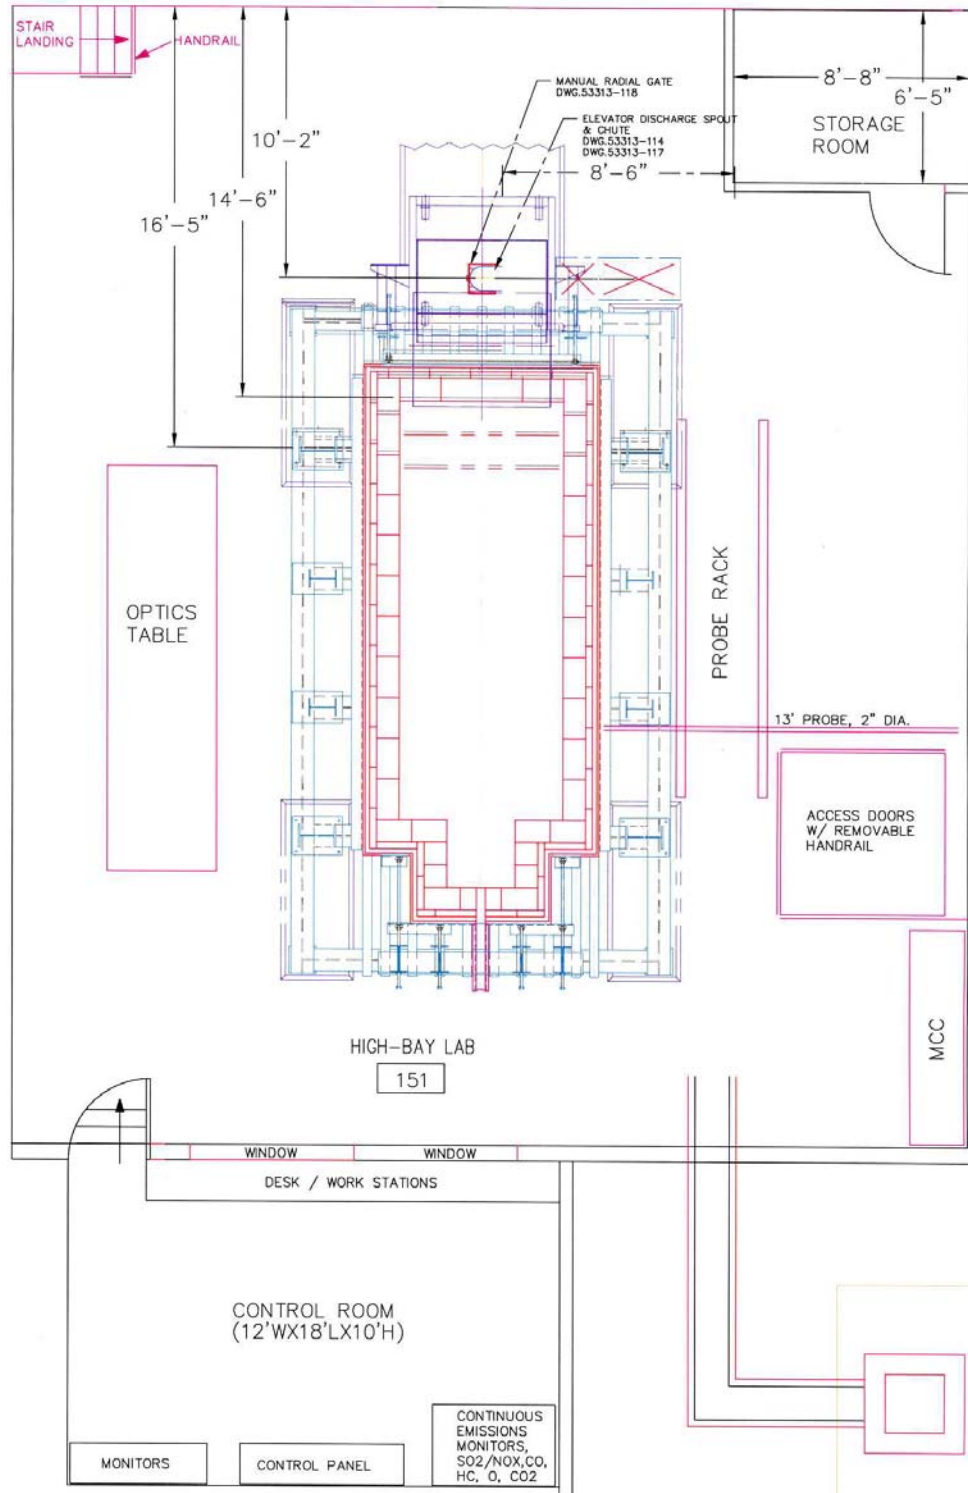 STAIR
LANDING
HANDRAIL
MANUAL RADIAL GATE
DWG.53313-118
ELEVATOR DISCHARGE SPOUT
& CHUTE
DWG.53313-114
DWG.53313-117
8'-8"
6'-5"
STORAGE
ROOM
10'-2"
8'-6"
14'-6"
16'-5"
OPTICS
TABLE
PROBE RACK
13' PROBE, 2" DIA.
ACCESS DOORS
W/ REMOVABLE
HANDRAIL
MCC
HIGH-BAY LAB
151
WINDOW
WINDOW
DESK / WORK STATIONS
CONTROL ROOM
(12'WX18'LX10'H)
MONITORS
CONTROL PANEL
CONTINUOUS
EMISSIONS
MONITORS,
SO2/NOX,CO,
HC, O, CO2